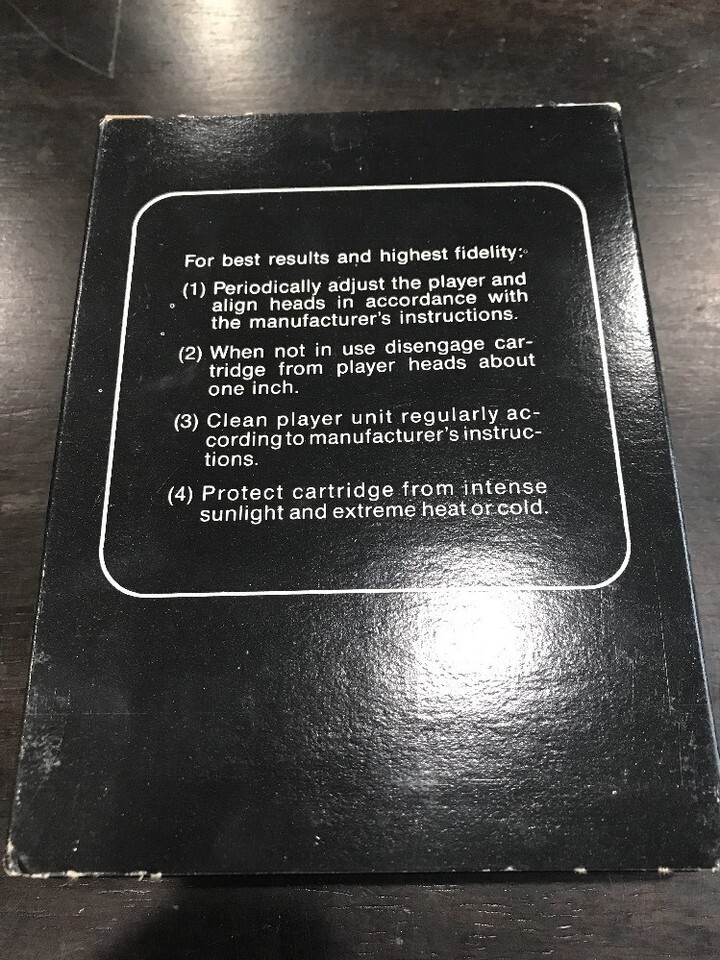 For best results and highest fidelity:
(1) Periodically adjust the player and
align heads in accordance with
the manufacturer's instructions.
(2) When not in use disengage car-
tridge from player heads about
one inch.
(3) Clean player unit regularly ac-
cording to manufacturer's instruc-
tions.
(4) Protect cartridge from intense
sunlight and extreme heat or cold.